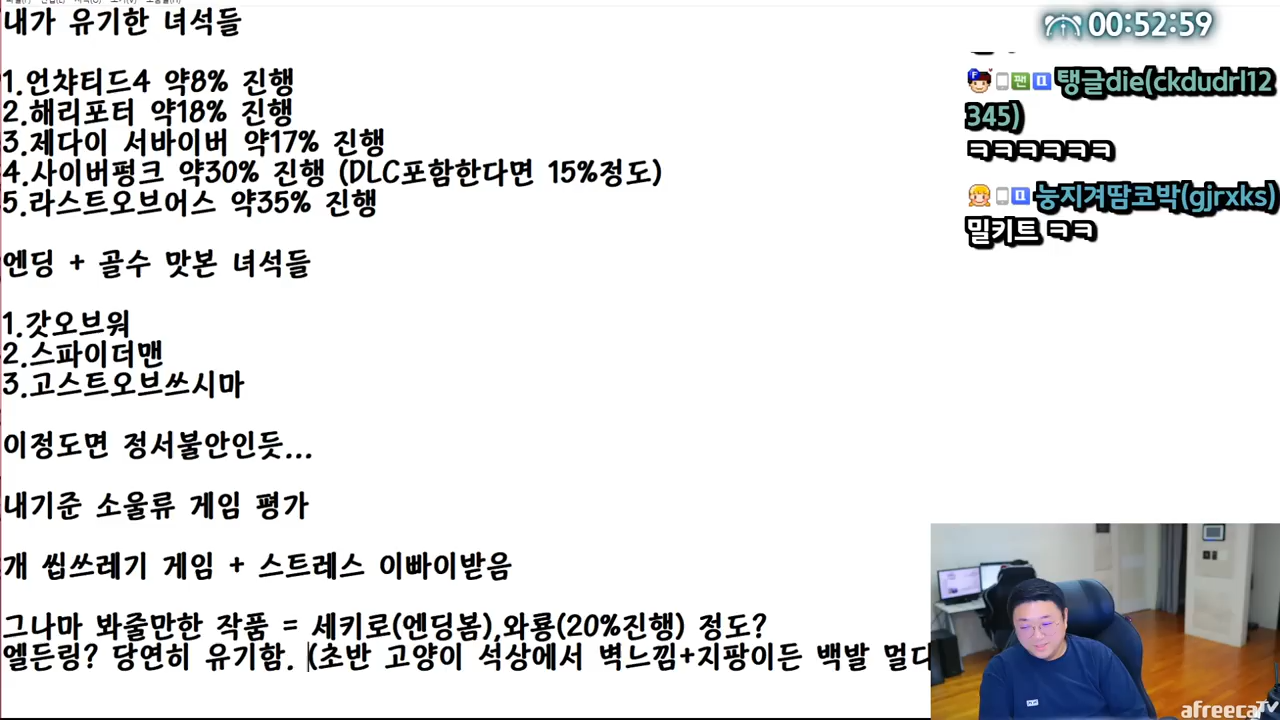 내가 유기한 녀석들
1.언챠티드4 약8% 진행
2.해리포터 약18% 진행
3.제다이 서바이버 약17% 진행
4.사이버펑크 약30% 진행 (DLC포함한다면 15%정도)
5.라스트오브어스 약35% 진행
엔딩 + 골수 맛본 녀석들
1.갓오브워
2.스파이더맨
3.고스트오브쓰시마
이정도면 정서불안인듯...
내기준 소울류 게임 평가
개 씹쓰레기 게임 + 스트레스 이빠이받음
그나마 봐줄만한 작품 = 세키로(엔딩봄),와룡(20%진행) 정도?
엘든링? 당연히 유기함. (초반 고양이 석상에서 벽느낌+지팡이든 백발 멀다
00:52:59
탱글die(ckdudrl12
345)
ㅋㅋㅋㅋㅋㅋ
눙지겨땀코박(gjrxks)
밀키트 ㅋㅋ
afreecaTV